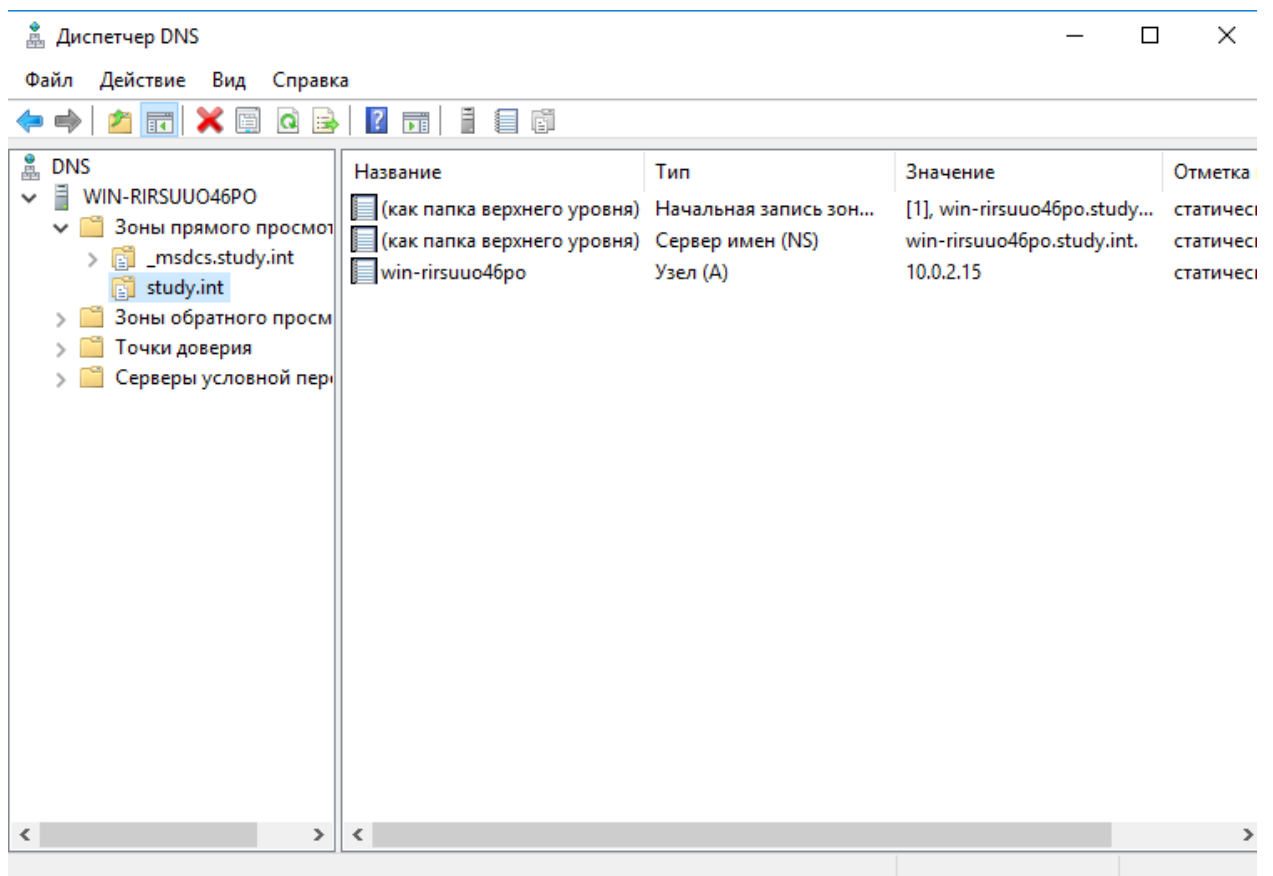 Диспетчер DNS
Файл Действие Вид Справка
DNS
WIN-RIRSUUO46PO
Зоны прямого просмот
_msdcs.study.int
study.int
Зоны обратного просм
Точки доверия
Серверы условной пер
Название Тип Значение Отметка
(как папка верхнего уровня) Начальная запись зон... [1], win-rirsuuo46po.study... статичес
(как папка верхнего уровня) Сервер имен (NS) win-rirsuuo46po.study.int. статичес
win-rirsuuo46po Узел (A) 10.0.2.15 статичес